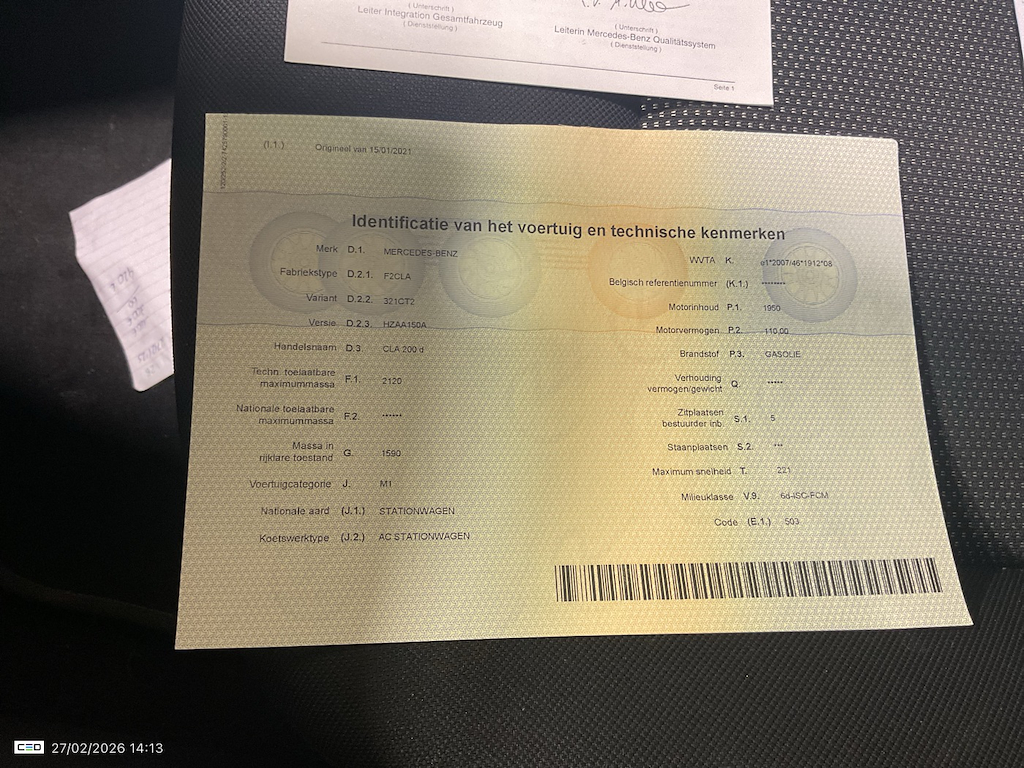 ( Unterschrift )
Leiter Integration Gesamtfahrzeug
( Dienststellung )
( Unterschrift )
Leiterin Mercedes-Benz Qualitätssystem
( Dienststellung )
Seite 1
(I.1.) Origineel van 15/01/2021
Identificatie van het voertuig en technische kenmerken
Merk D.1. MERCEDES-BENZ
Fabriekstype D.2.1. F2CLA
Variant D.2.2. 321CT2
Versie D.2.3. HZAA150A
Handelsnaam D.3. CLA 200 d
Techn. toelaatbare
maximummassa F.1. 2120
Nationale toelaatbare
maximummassa F.2. ******
Massa in
rijklare toestand G. 1590
Voertuigcategorie J. M1
Nationale aard (J.1.) STATIONWAGEN
Koetswerktype (J.2.) AC STATIONWAGEN
WVTA K. e1*2007/46*1912*08
Belgisch referentienummer (K.1.) ********
Motorinhoud P.1. 1950
Motorvermogen P.2. 110,00
Brandstof P.3. GASOLIE
Verhouding
vermogen/gewicht Q. *****
Zitplaatsen
bestuurder inb. S.1. 5
Staanplaatsen S.2. ***
Maximum snelheid T. 221
Milieuklasse V.9. 6d-ISC-FCM
Code (E.1.) 503
CEO 27/02/2026 14:13